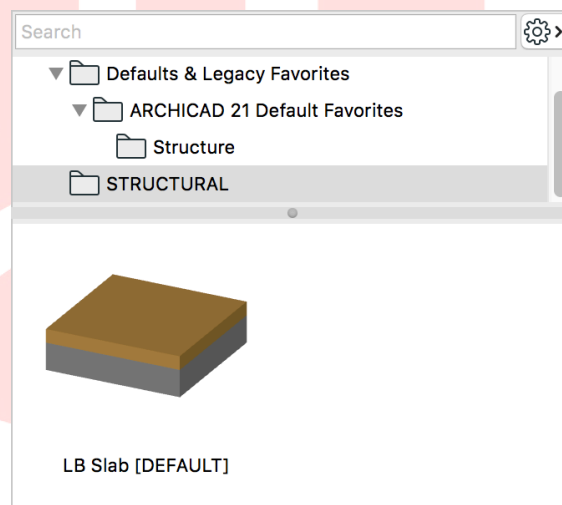 Search
Defaults & Legacy Favorites
ARCHICAD 21 Default Favorites
Structure
STRUCTURAL
LB Slab [DEFAULT]